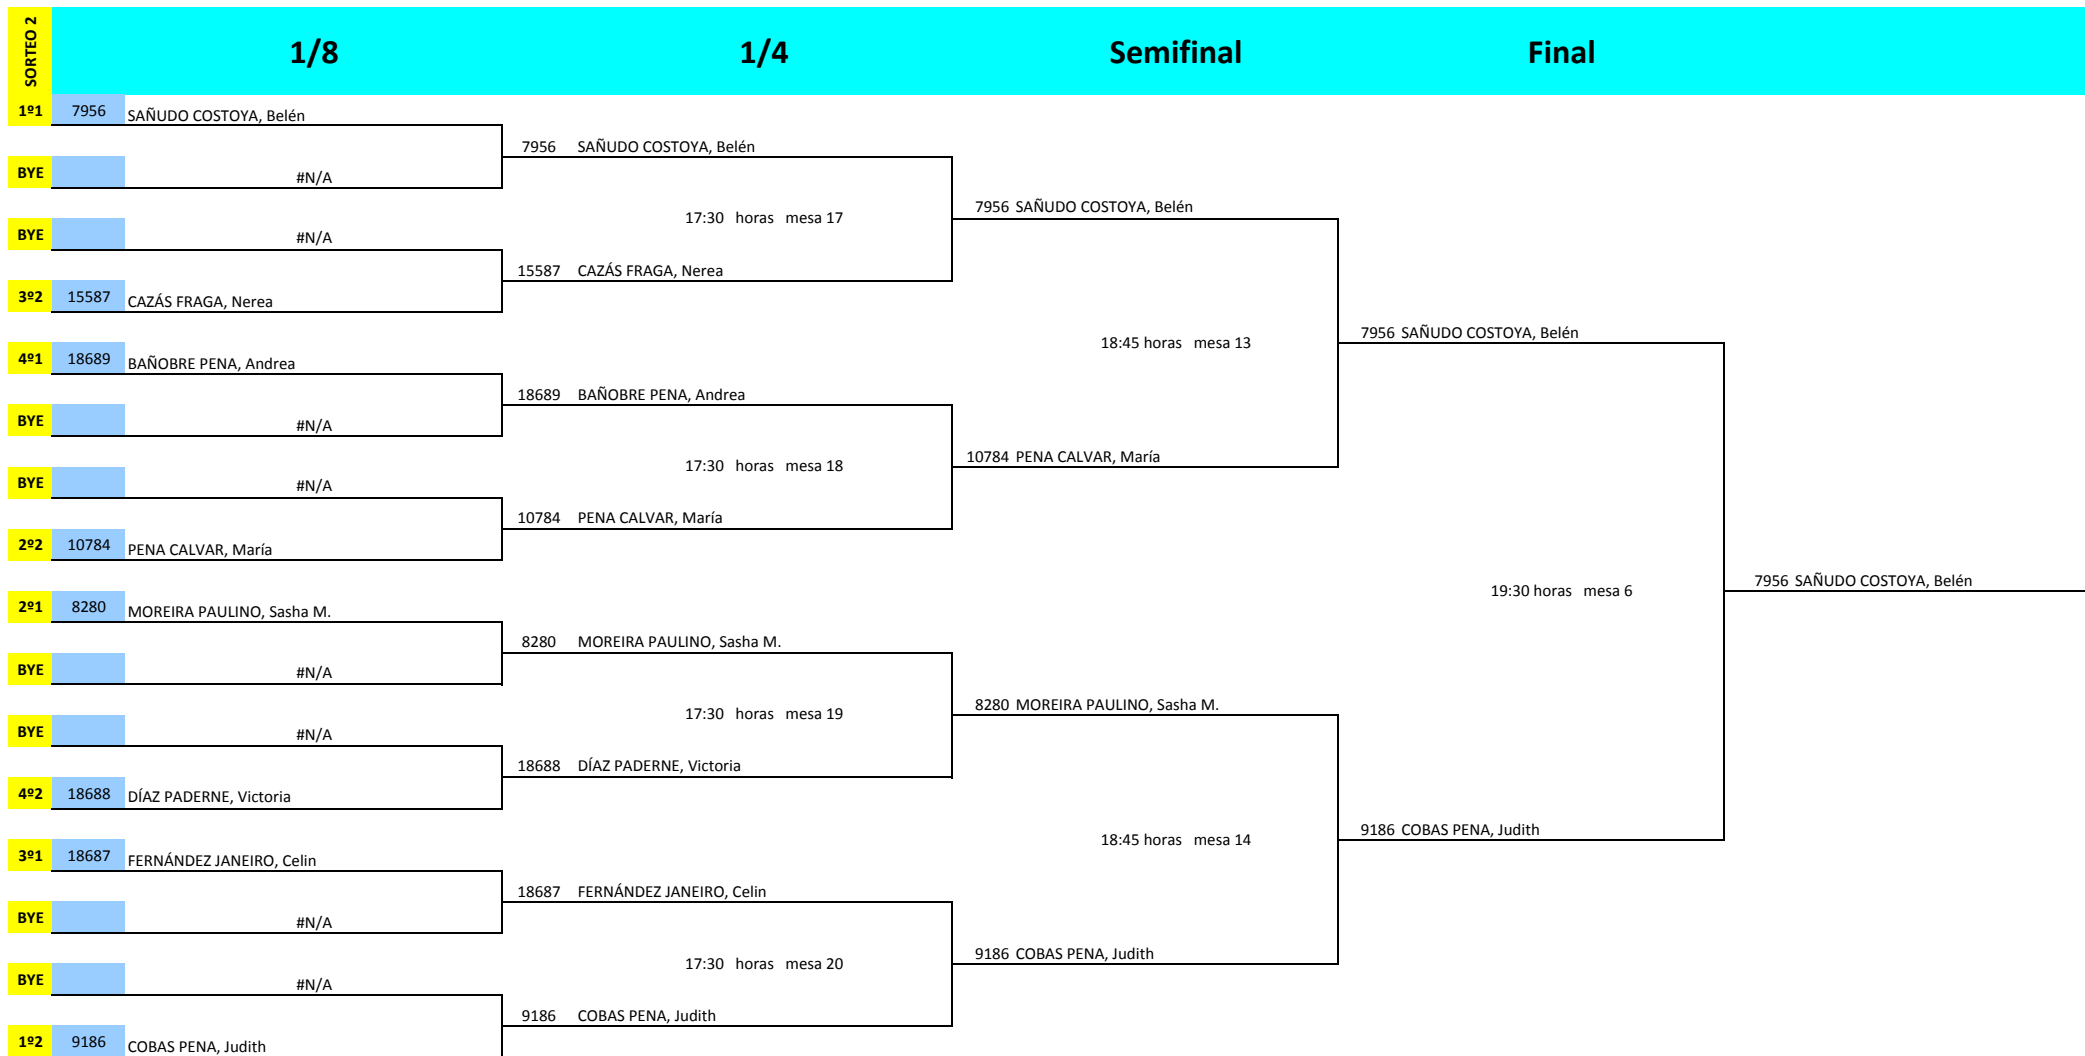 SORTEO 2
1/8 1/4 Semifinal Final
1º1 7956 SAÑUDO COSTOYA, Belén
7956 SAÑUDO COSTOYA, Belén
BYE #N/A
17:30 horas mesa 17
7956 SAÑUDO COSTOYA, Belén
BYE #N/A
15587 CAZÁS FRAGA, Nerea
3º2 15587 CAZÁS FRAGA, Nerea
18:45 horas mesa 13
7956 SAÑUDO COSTOYA, Belén
4º1 18689 BAÑOBRE PENA, Andrea
18689 BAÑOBRE PENA, Andrea
BYE #N/A
17:30 horas mesa 18
10784 PENA CALVAR, María
BYE #N/A
10784 PENA CALVAR, María
2º2 10784 PENA CALVAR, María
19:30 horas mesa 6
7956 SAÑUDO COSTOYA, Belén
2º1 8280 MOREIRA PAULINO, Sasha M.
8280 MOREIRA PAULINO, Sasha M.
BYE #N/A
17:30 horas mesa 19
8280 MOREIRA PAULINO, Sasha M.
BYE #N/A
18688 DÍAZ PADERNE, Victoria
4º2 18688 DÍAZ PADERNE, Victoria
18:45 horas mesa 14
9186 COBAS PENA, Judith
3º1 18687 FERNÁNDEZ JANEIRO, Celin
18687 FERNÁNDEZ JANEIRO, Celin
BYE #N/A
17:30 horas mesa 20
9186 COBAS PENA, Judith
BYE #N/A
9186 COBAS PENA, Judith
1º2 9186 COBAS PENA, Judith